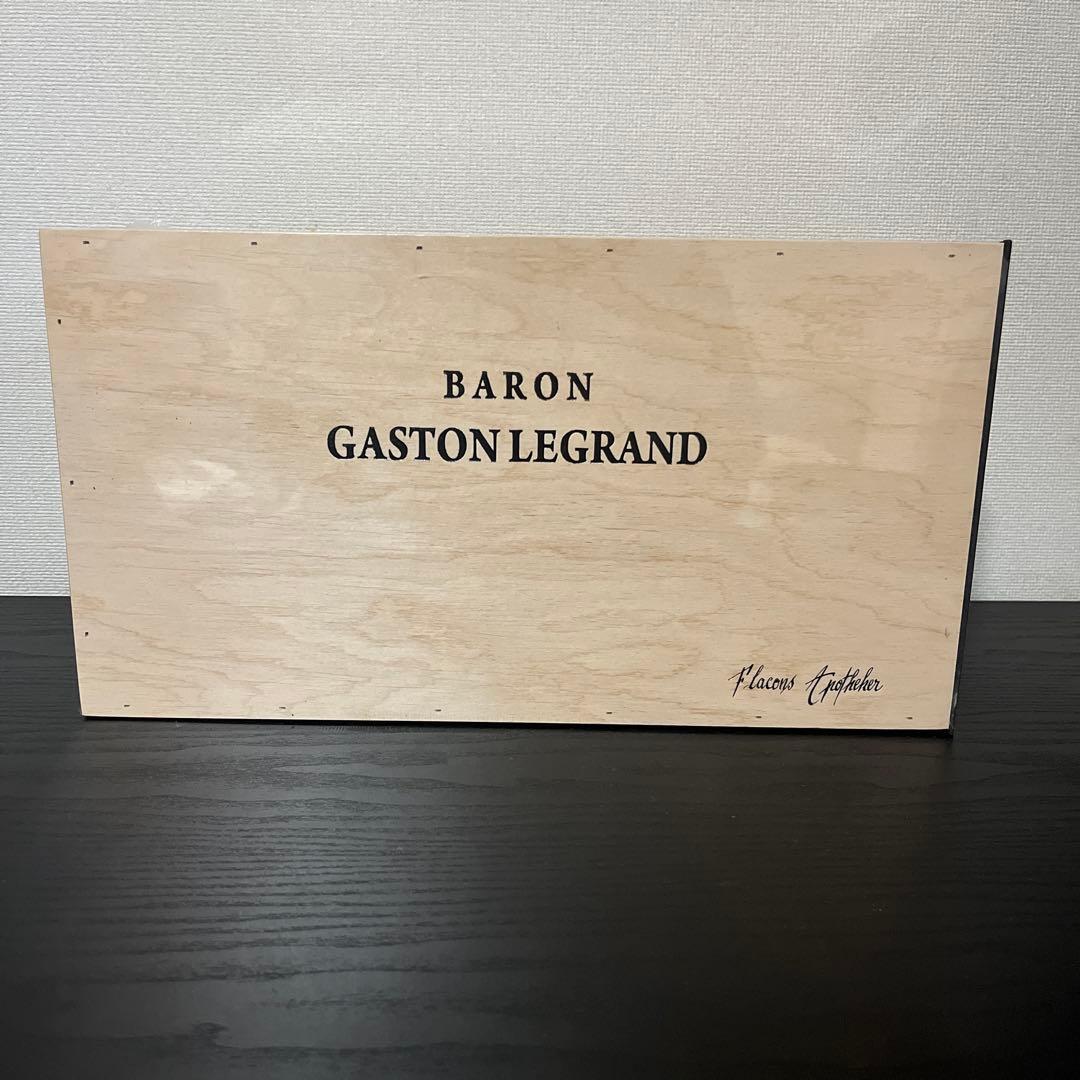 BARON
GASTON LEGRAND
Flacons Apotheker